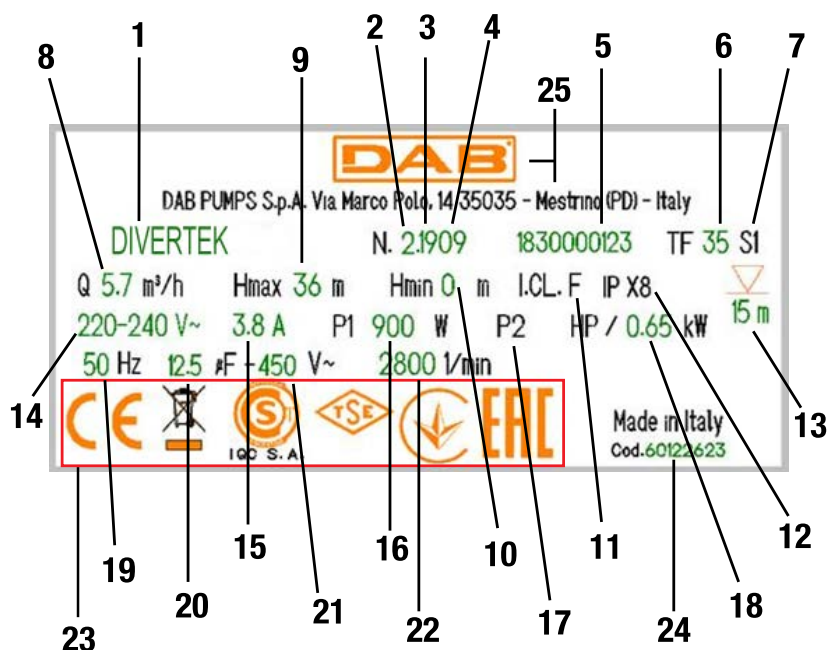 1 2 3 4 5 6 7
8 9 25
DAB
DAB PUMPS S.p.A. Via Marco Polo, 14 35035 - Mestrino (PD) - Italy
DIVERTEK N. 2.1909 1830000123 TF 35 S1
Q 5.7 m³/h Hmax 36 m Hmin 0 m I.CL. F IP X8
220-240 V~ 3.8 A P1 900 W P2 HP / 0.65 kW 15 m
50 Hz 12.5 µF - 450 V~ 2800 1/min
CE S TSE EAC Made in Italy
IQC S.A. Cod.60122623
14 13
19 15 16 10 11 12
20 21 22 17 18
23 24